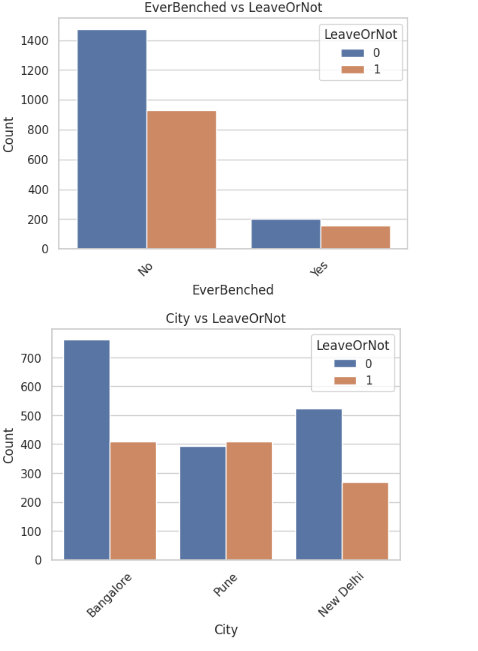 EverBenched vs LeaveOrNot
LeaveOrNot
0
1
1400
1200
1000
800
600
400
200
0
Count
No
Yes
EverBenched
City vs LeaveOrNot
LeaveOrNot
0
1
700
600
500
400
300
200
100
0
Count
Bangalore
Pune
New Delhi
City